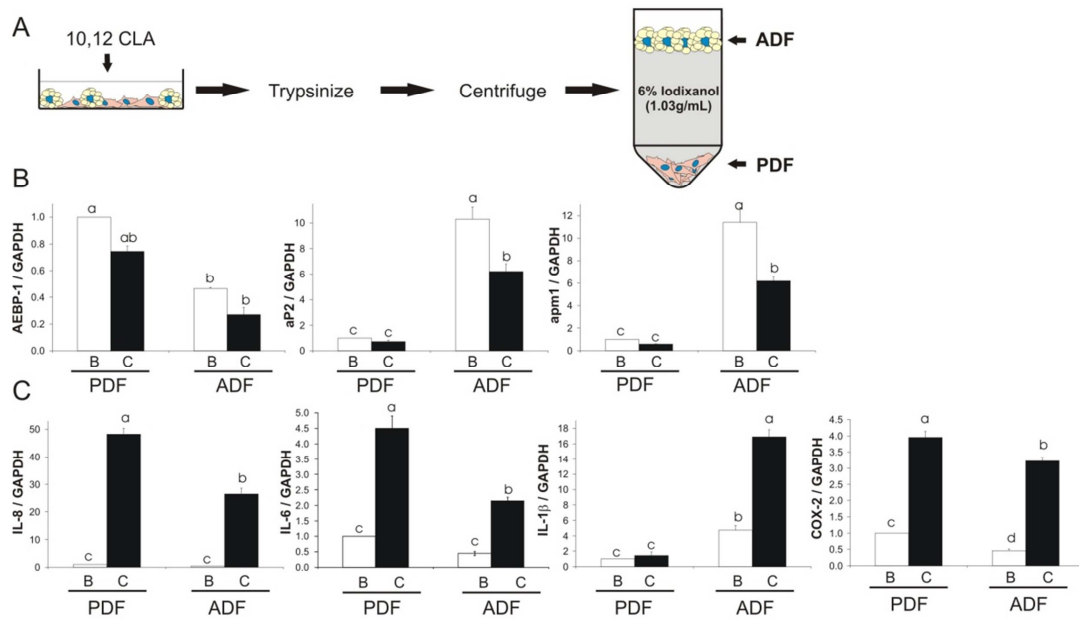 A
10,12 CLA
Trypsinize
Centrifuge
ADF
6% Iodixanol
(1.03g/mL)
PDF
B
AEBP-1 / GAPDH
1.0
0.8
0.6
0.4
0.2
0.0
a
ab
b
b
B C B C
PDF ADF
aP2 / GAPDH
10
8
6
4
2
0
c
c
a
b
B C B C
PDF ADF
apm1 / GAPDH
12
10
8
6
4
2
0
c
c
a
b
B C B C
PDF ADF
C
IL-8 / GAPDH
50
40
30
20
10
0
c
a
c
b
B C B C
PDF ADF
IL-6 / GAPDH
5.0
4.5
4.0
3.5
3.0
2.5
2.0
1.5
1.0
0.5
0.0
c
a
c
b
B C B C
PDF ADF
IL-1β / GAPDH
18
16
14
12
10
8
6
4
2
0
c
c
b
a
B C B C
PDF ADF
COX-2 / GAPDH
4.5
4.0
3.5
3.0
2.5
2.0
1.5
1.0
0.5
0.0
c
a
d
b
B C B C
PDF ADF